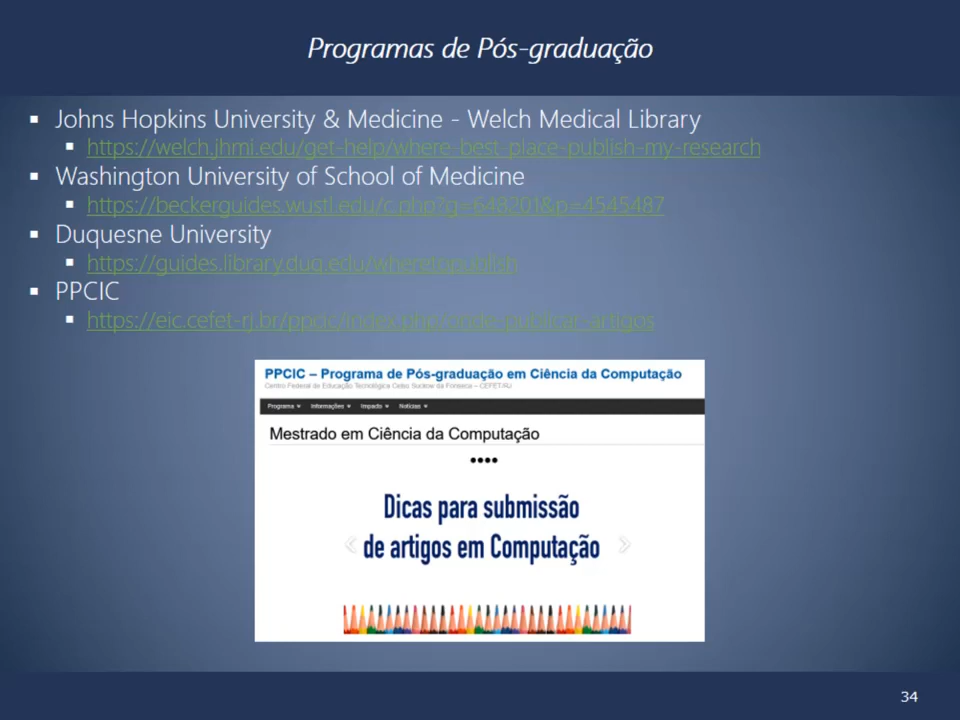 Programas de Pós-graduação
▪ Johns Hopkins University & Medicine - Welch Medical Library
▪ https://welch.jhmi.edu/get-help/where-best-place-publish-my-research
▪ Washington University of School of Medicine
▪ https://beckerguides.wustl.edu/c.php?g=648201&p=4545487
▪ Duquesne University
▪ https://guides.library.duq.edu/wheretopublish
▪ PPCIC
▪ https://eic.cefet-rj.br/ppcic/index.php/onde-publicar-artigos
PPCIC – Programa de Pós-graduação em Ciência da Computação
Centro Federal de Educação Tecnológica Celso Suckow da Fonseca – CEFET/RJ
Programa Informações Impacto Notícias
Mestrado em Ciência da Computação
Dicas para submissão
de artigos em Computação
34